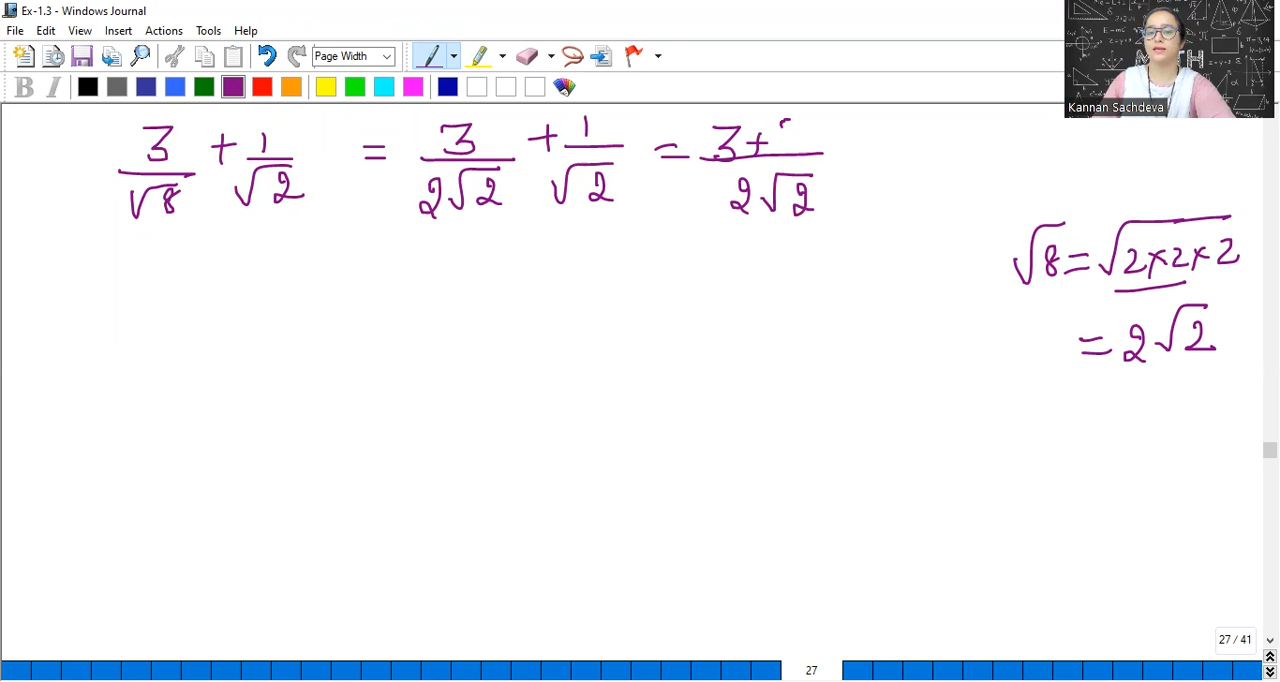 Ex-1.3 - Windows Journal
File Edit View Insert Actions Tools Help
Page Width
B I
MATH
Kannan Sachdeva
3/√8 + 1/√2 = 3/2√2 + 1/√2 = 3+/2√2
√8 = √2×2×2
= 2√2
27 / 41
27